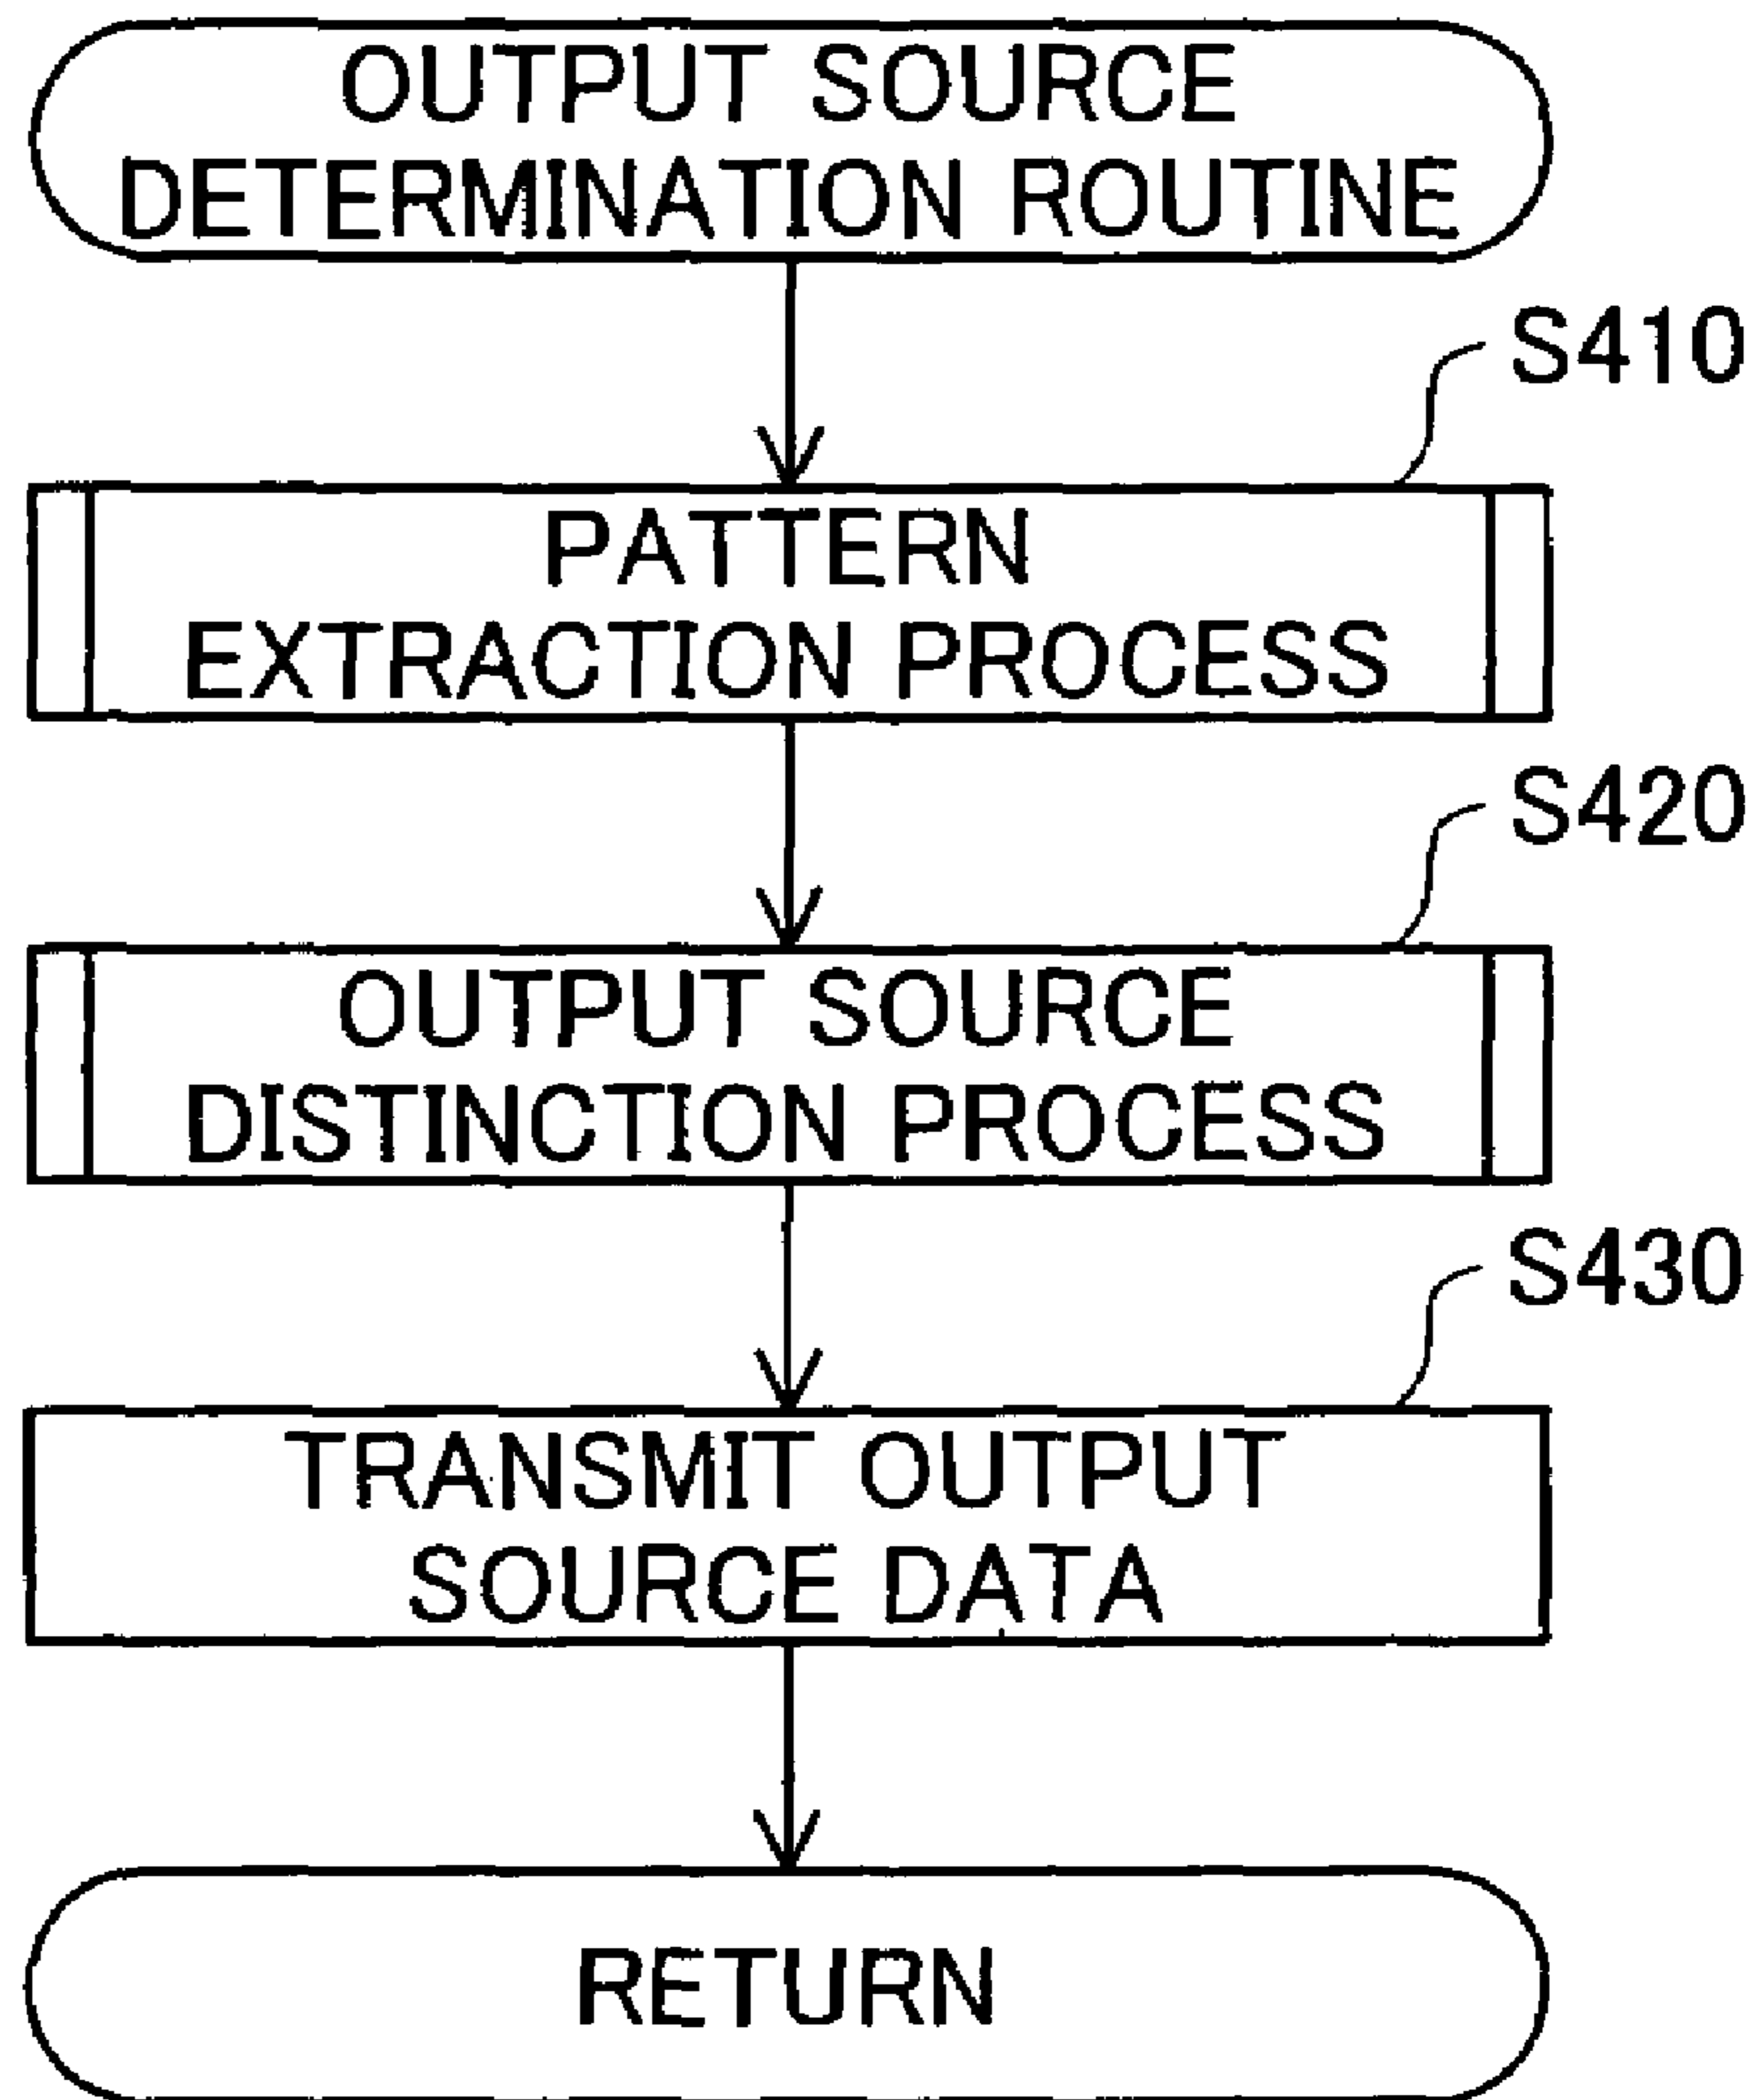 OUTPUT SOURCE
DETERMINATION ROUTINE
S410
PATTERN
EXTRACTION PROCESS
S420
OUTPUT SOURCE
DISTINCTION PROCESS
S430
TRANSMIT OUTPUT
SOURCE DATA
RETURN